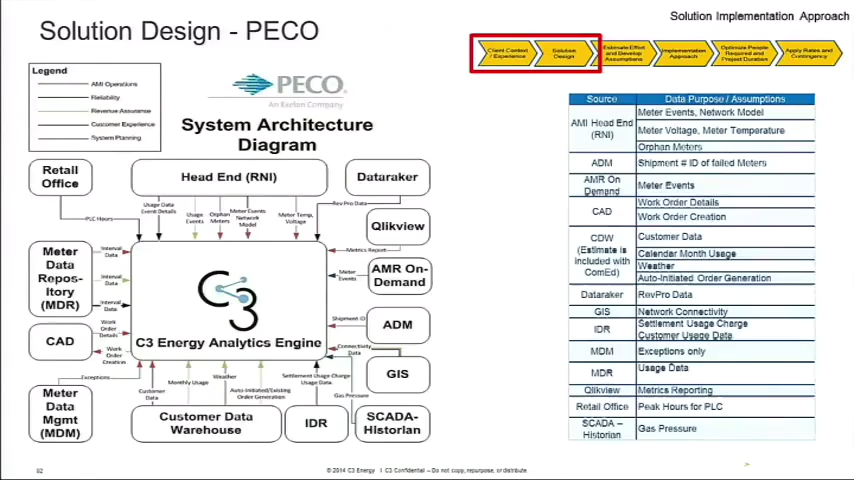 Solution Implementation Approach
Solution Design - PECO
Client Context
/ Experience
Solution
Design
Estimate Effort
and Develop
Assumptions
Implementation
Approach
Optimize People
Required and
Project Duration
Apply Rates and
Contingency
Legend
AMI Operations
Reliability
Revenue Assurance
Customer Experience
System Planning
PECO
An Exelon Company
System Architecture
Diagram
Retail
Office
Head End (RNI)
Dataraker
Usage Data
Event Details
Usage
Events
Orphan
Meters
Meter Events
Network
Model
Meter Temp,
Voltage
Rev Pro Data
PLC Hours
Qlikview
Metrics Report
Meter
Data
Repos-
itory
(MDR)
Interval
Data
Interval
Data
Interval
Data
C3
C3 Energy Analytics Engine
Meter
Events
AMR On-
Demand
Shipment ID
ADM
CAD
Work
Order
Details
Work
Order
Creation
Connectivity
Data
GIS
Exceptions
Meter
Data
Mgmt
(MDM)
Customer
Data
Monthly Usage
Weather
Auto-Initiated/Existing
Order Generation
Settlement Usage Charge
Usage Data
Gas Pressure
Customer Data
Warehouse
IDR
SCADA-
Historian
Source Data Purpose / Assumptions
AMI Head End
(RNI)
Meter Events, Network Model
Meter Voltage, Meter Temperature
Orphan Meters
ADM Shipment # ID of failed Meters
AMR On
Demand
Meter Events
CAD
Work Order Details
Work Order Creation
CDW
(Estimate is
included with
ComEd)
Customer Data
Calendar Month Usage
Weather
Auto-Initiated Order Generation
Dataraker RevPro Data
GIS Network Connectivity
IDR
Settlement Usage Charge
Customer Usage Data
MDM Exceptions only
MDR Usage Data
Qlikview Metrics Reporting
Retail Office Peak Hours for PLC
SCADA –
Historian
Gas Pressure
92
© 2014 C3 Energy I C3 Confidential – Do not copy, repurpose, or distribute